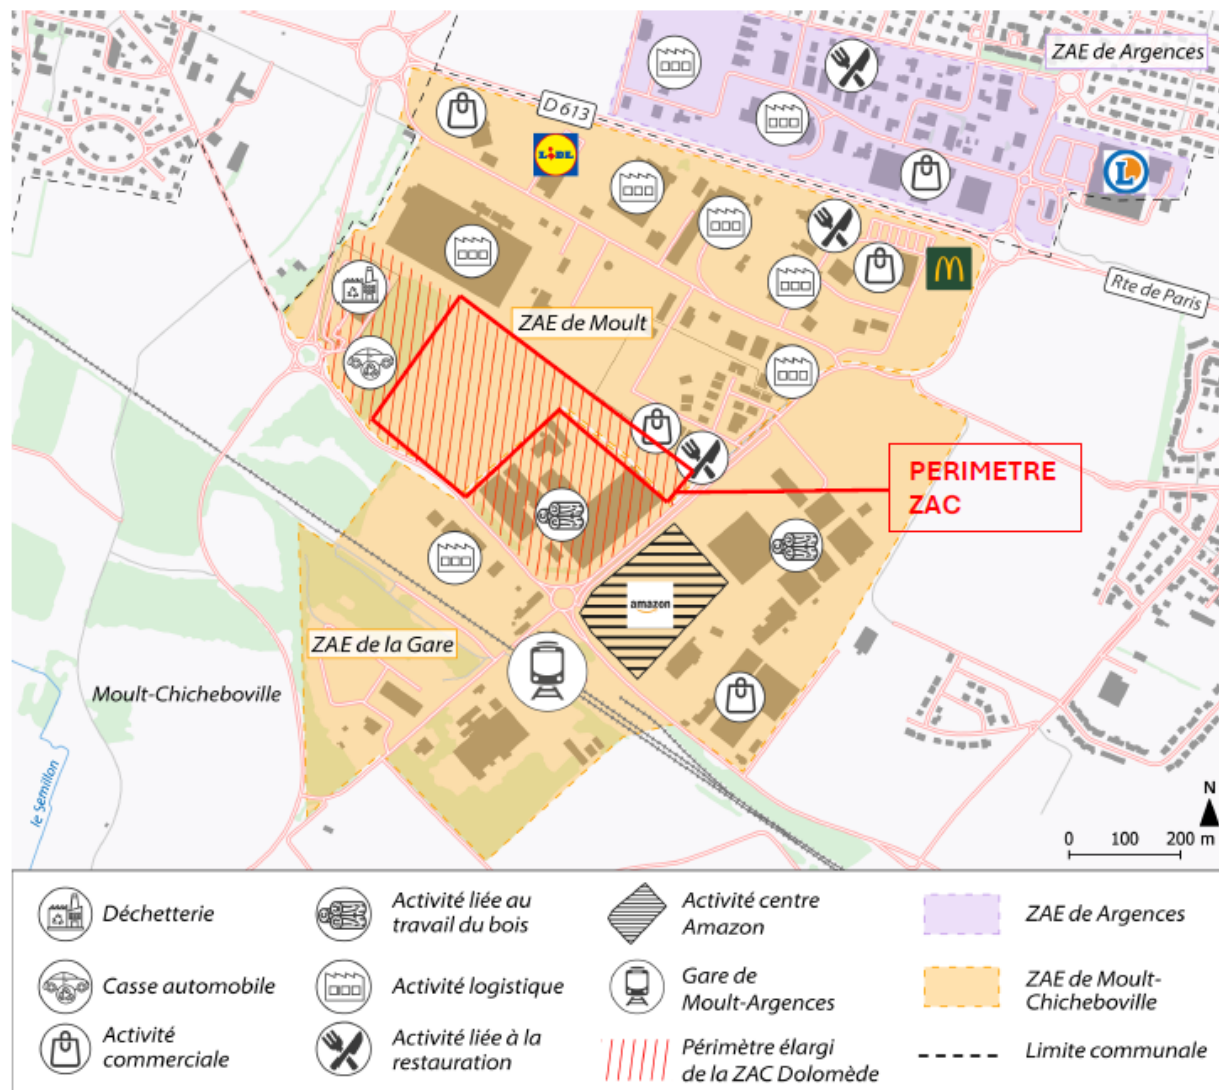 ZAE de Argences
D 613
LiDL
L
Rte de Paris
ZAE de Moult
PERIMETRE
ZAC
amazon
ZAE de la Gare
Moult-Chicheboville
le Semillon
N
0 100 200 m
Déchetterie
Activité liée au
travail du bois
Activité centre
Amazon
ZAE de Argences
Casse automobile
Activité logistique
Gare de
Moult-Argences
ZAE de Moult-
Chicheboville
Activité
commerciale
Activité liée à la
restauration
Périmètre élargi
de la ZAC Dolomède
Limite communale